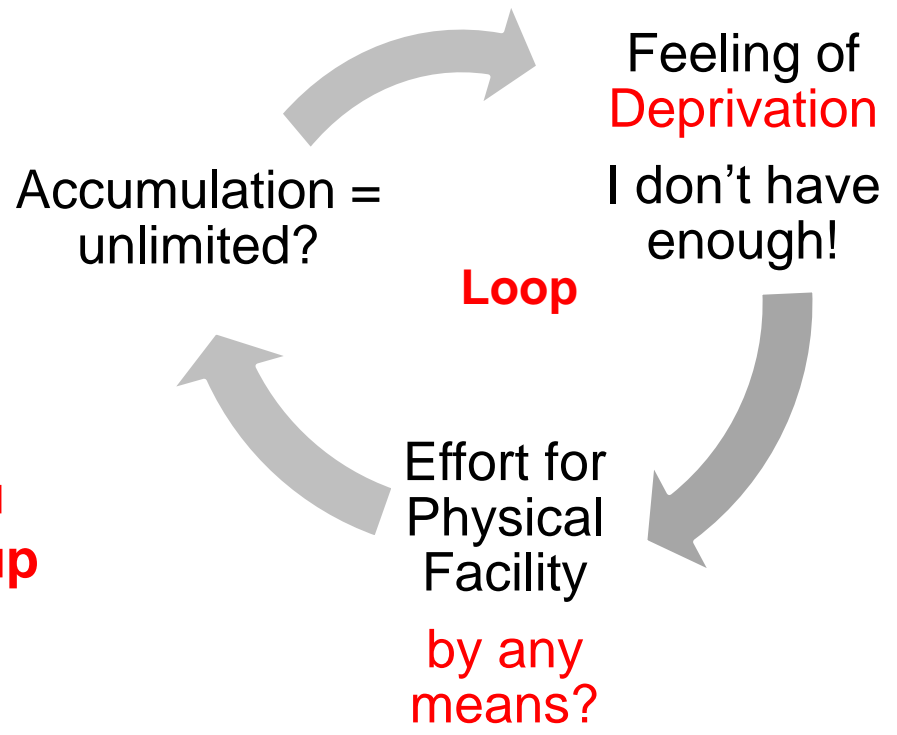 Feeling of
Deprivation
I don’t have
enough!
Accumulation =
unlimited?
Loop
Effort for
Physical
Facility
by any
means?